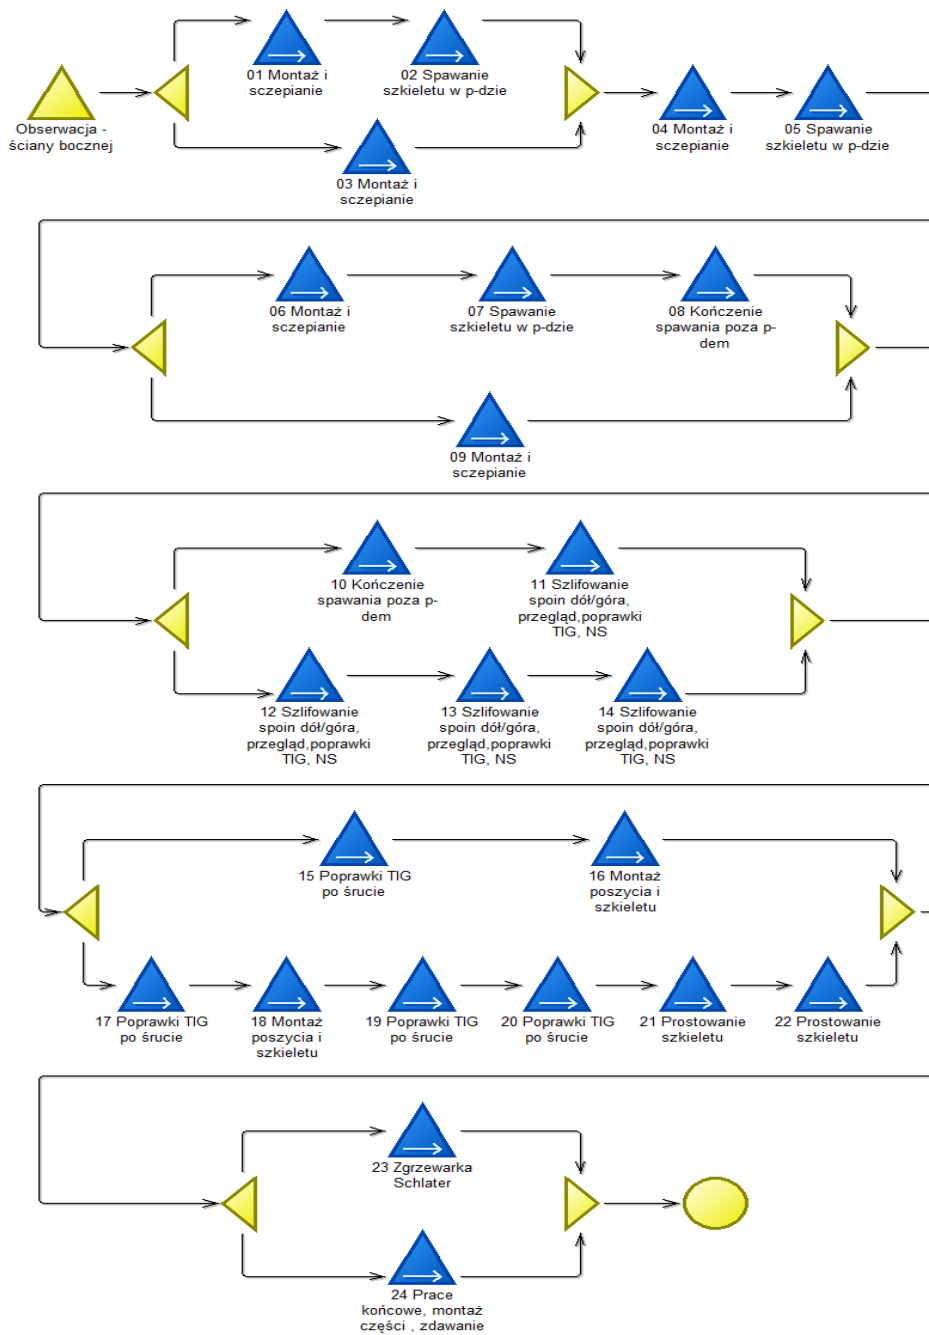 Obserwacja -
ściany bocznej
01 Montaż i
sczepianie
02 Spawanie
szkieletu w p-dzie
03 Montaż i
sczepianie
04 Montaż i
sczepianie
05 Spawanie
szkieletu w p-dzie
06 Montaż i
sczepianie
07 Spawanie
szkieletu w p-dzie
08 Kończenie
spawania poza p-
dem
09 Montaż i
sczepianie
10 Kończenie
spawania poza p-
dem
11 Szlifowanie
spoin dół/góra,
przegląd,poprawki
TIG, NS
12 Szlifowanie
spoin dół/góra,
przegląd,poprawki
TIG, NS
13 Szlifowanie
spoin dół/góra,
przegląd,poprawki
TIG, NS
14 Szlifowanie
spoin dół/góra,
przegląd,poprawki
TIG, NS
15 Poprawki TIG
po śrucie
16 Montaż
poszycia i
szkieletu
17 Poprawki TIG
po śrucie
18 Montaż
poszycia i
szkieletu
19 Poprawki TIG
po śrucie
20 Poprawki TIG
po śrucie
21 Prostowanie
szkieletu
22 Prostowanie
szkieletu
23 Zgrzewarka
Schlater
24 Prace
końcowe, montaż
części , zdawanie